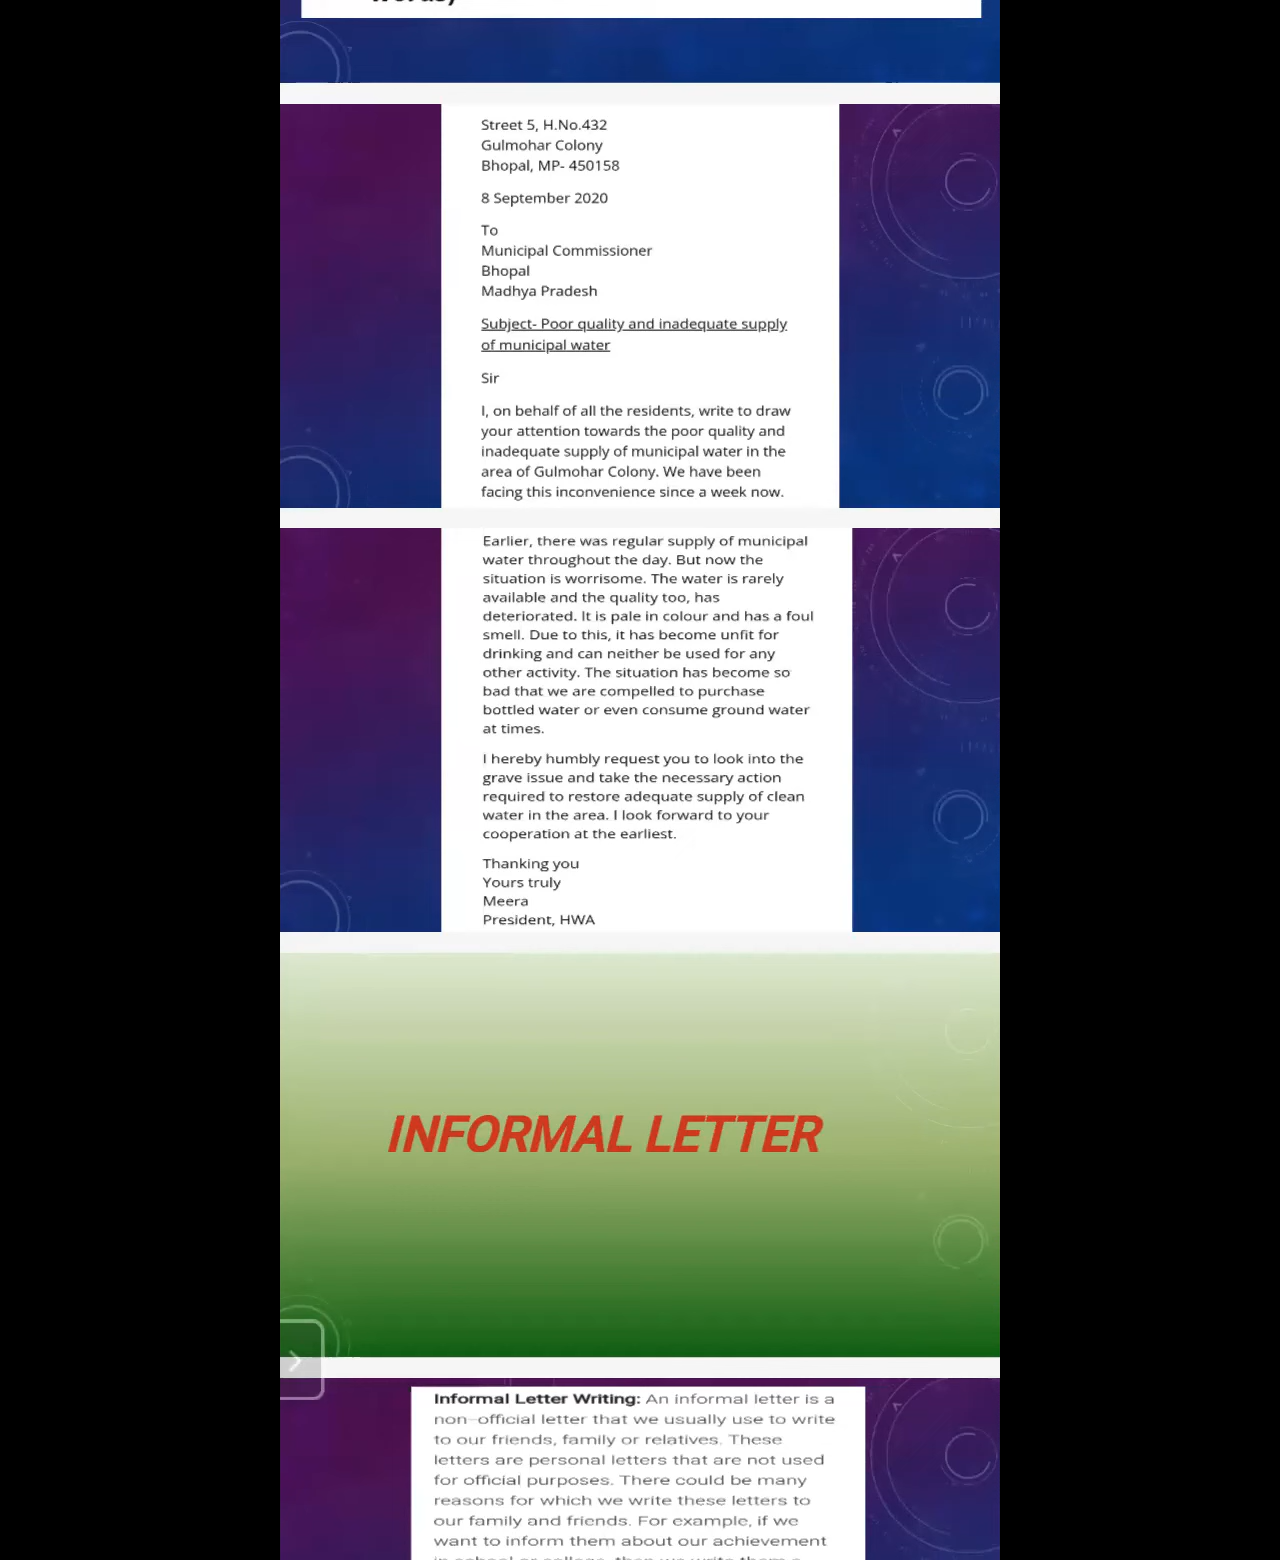 Street 5, H.No.432
Gulmohar Colony
Bhopal, MP- 450158
8 September 2020
To
Municipal Commissioner
Bhopal
Madhya Pradesh
Subject- Poor quality and inadequate supply
of municipal water
Sir
I, on behalf of all the residents, write to draw
your attention towards the poor quality and
inadequate supply of municipal water in the
area of Gulmohar Colony. We have been
facing this inconvenience since a week now.
Earlier, there was regular supply of municipal
water throughout the day. But now the
situation is worrisome. The water is rarely
available and the quality too, has
deteriorated. It is pale in colour and has a foul
smell. Due to this, it has become unfit for
drinking and can neither be used for any
other activity. The situation has become so
bad that we are compelled to purchase
bottled water or even consume ground water
at times.
I hereby humbly request you to look into the
grave issue and take the necessary action
required to restore adequate supply of clean
water in the area. I look forward to your
cooperation at the earliest.
Thanking you
Yours truly
Meera
President, HWA
INFORMAL LETTER
Informal Letter Writing: An informal letter is a
non-official letter that we usually use to write
to our friends, family or relatives. These
letters are personal letters that are not used
for official purposes. There could be many
reasons for which we write these letters to
our family and friends. For example, if we
want to inform them about our achievement